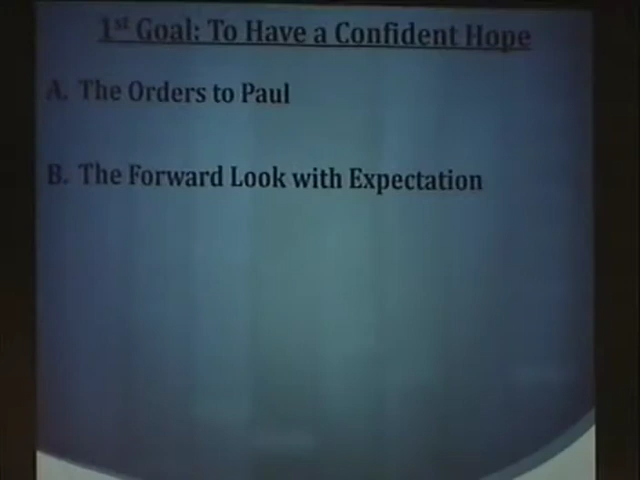 1st Goal: To Have a Confident Hope
A. The Orders to Paul
B. The Forward Look with Expectation